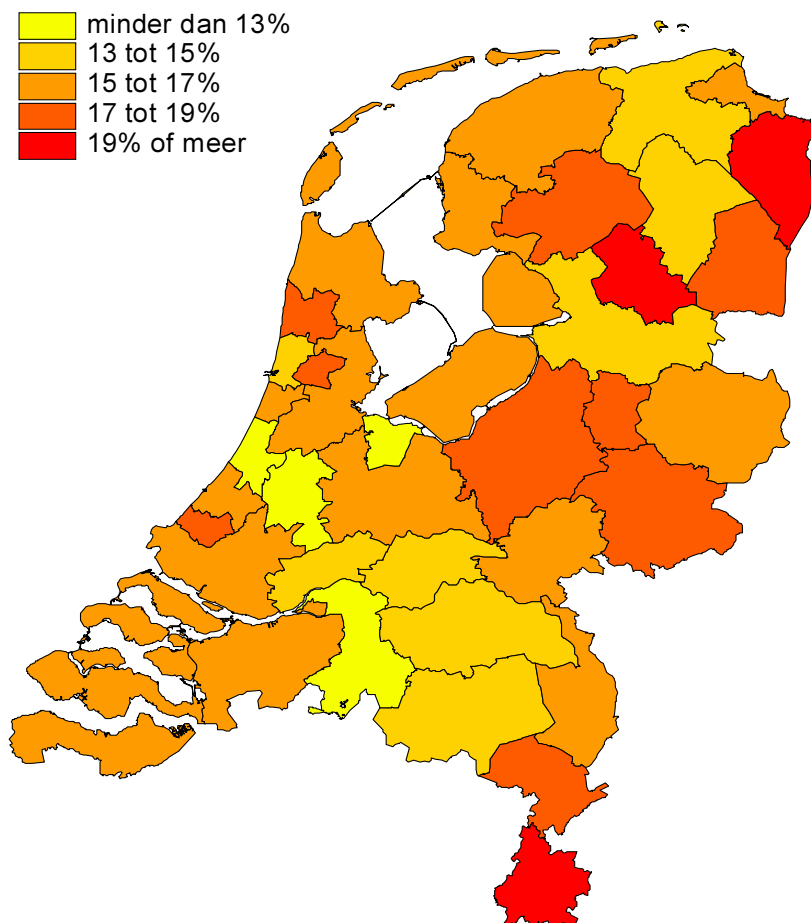 minder dan 13%
13 tot 15%
15 tot 17%
17 tot 19%
19% of meer